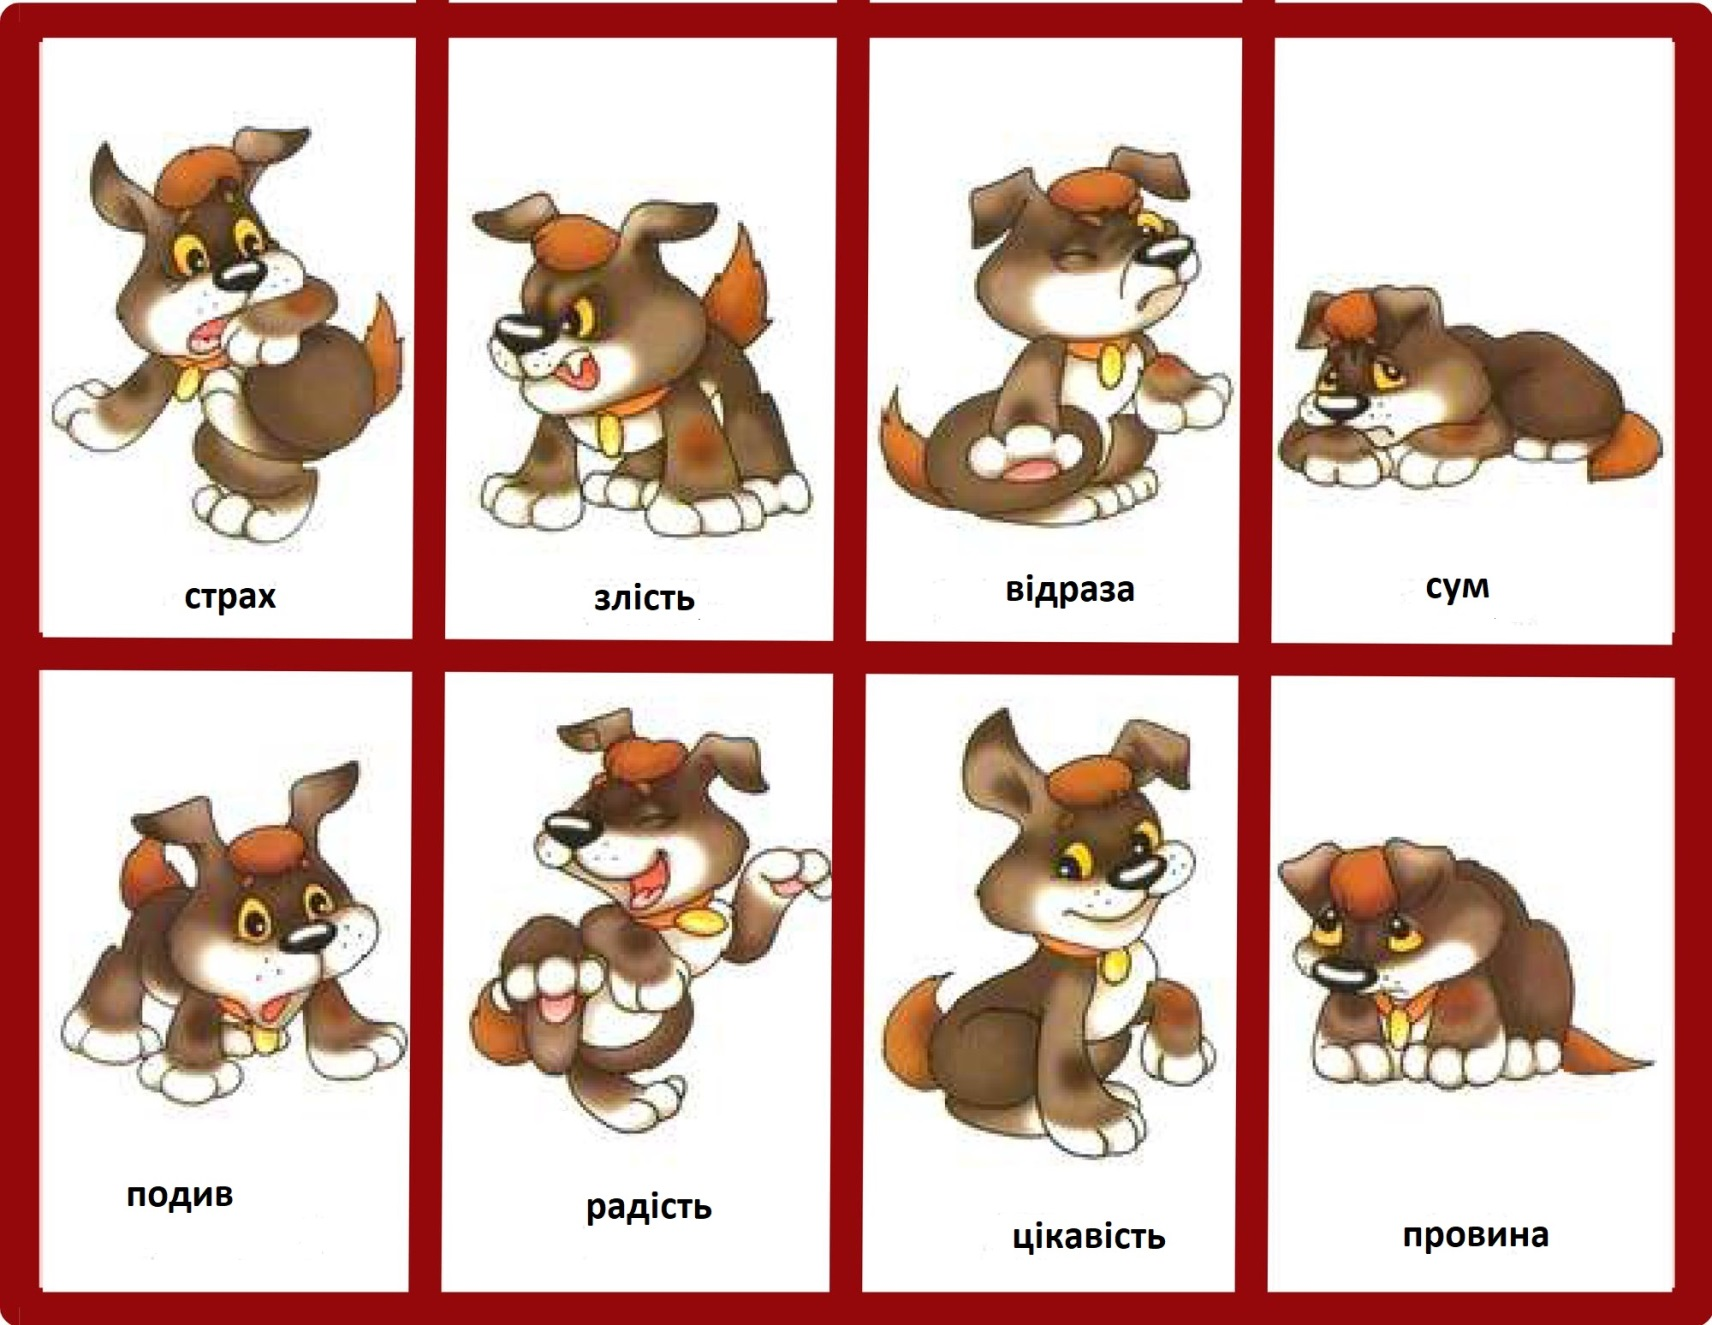 страх
злість
відраза
сум
подив
радість
цікавість
провина